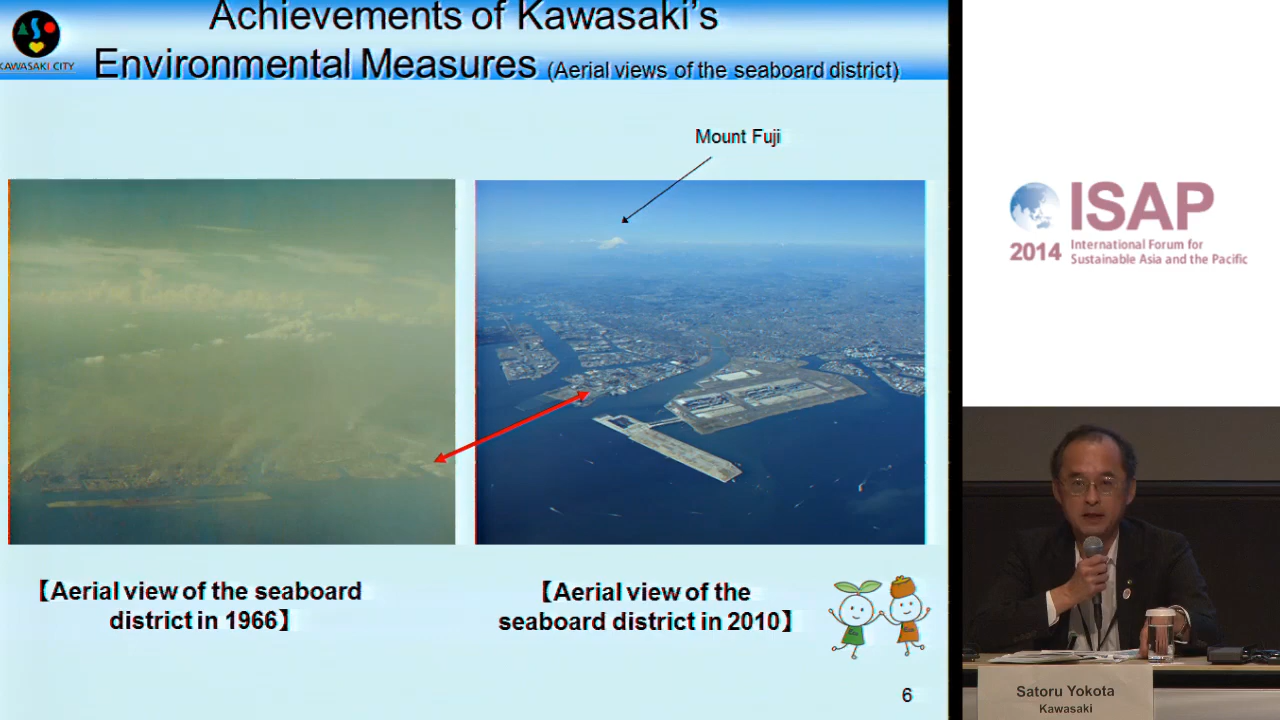 Achievements of Kawasaki's
Environmental Measures (Aerial views of the seaboard district)
KAWASAKI CITY
Mount Fuji
【Aerial view of the seaboard
district in 1966】
【Aerial view of the
seaboard district in 2010】
6
ISAP
2014
International Forum for
Sustainable Asia and the Pacific
Satoru Yokota
Kawasaki